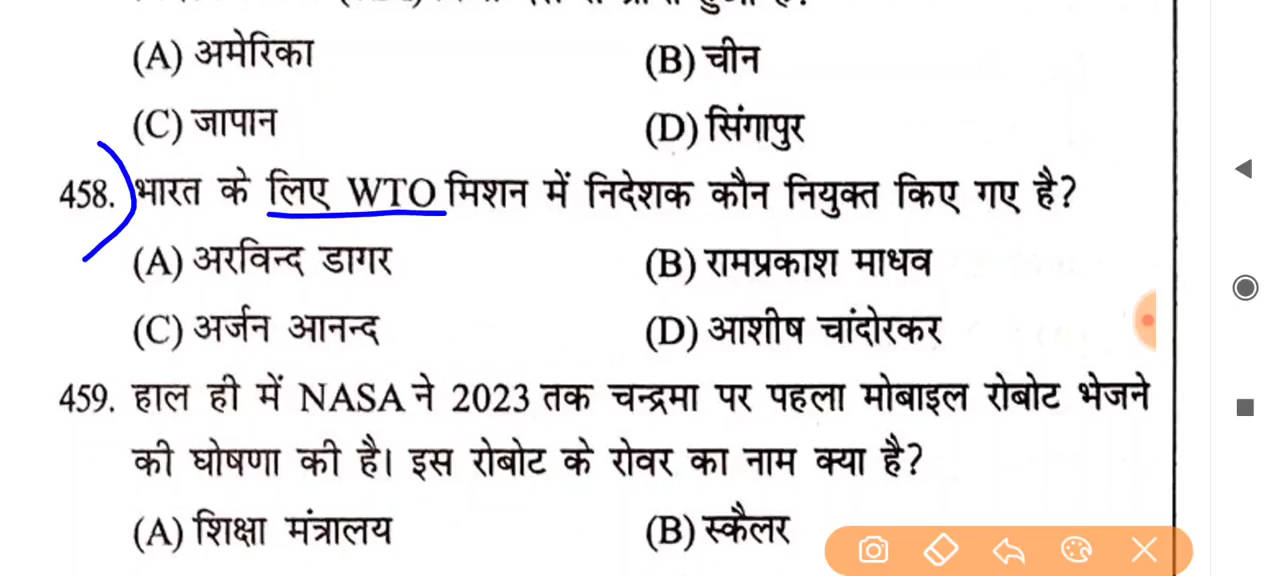 (A) अमेरिका (B) चीन
(C) जापान (D) सिंगापुर
458. भारत के लिए WTO मिशन में निदेशक कौन नियुक्त किए गए है?
(A) अरविन्द डागर (B) रामप्रकाश माधव
(C) अर्जन आनन्द (D) आशीष चांदोरकर
459. हाल ही में NASA ने 2023 तक चन्द्रमा पर पहला मोबाइल रोबोट भेजने
की घोषणा की है। इस रोबोट के रोवर का नाम क्या है?
(A) शिक्षा मंत्रालय (B) स्कैलर